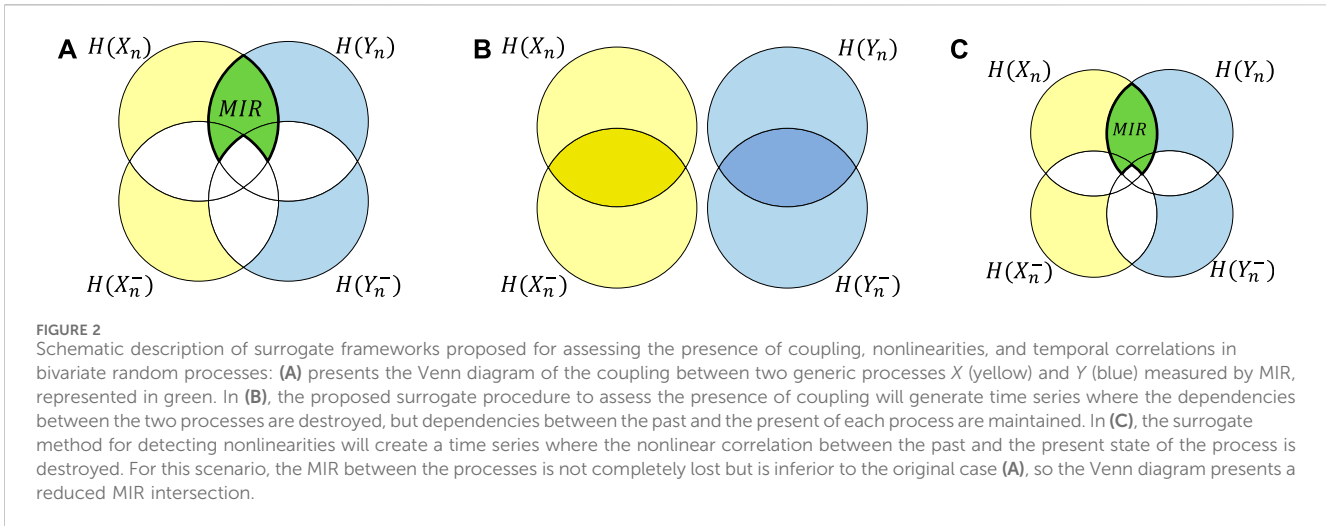 A
H(Xₙ)
H(Yₙ)
MIR
H(Xₙ⁻)
H(Yₙ⁻)
B
H(Xₙ)
H(Yₙ)
H(Xₙ⁻)
H(Yₙ⁻)
C
H(Xₙ)
H(Yₙ)
MIR
H(Xₙ⁻)
H(Yₙ⁻)
FIGURE 2
Schematic description of surrogate frameworks proposed for assessing the presence of coupling, nonlinearities, and temporal correlations in
bivariate random processes: (A) presents the Venn diagram of the coupling between two generic processes X (yellow) and Y (blue) measured by MIR,
represented in green. In (B), the proposed surrogate procedure to assess the presence of coupling will generate time series where the dependencies
between the two processes are destroyed, but dependencies between the past and the present of each process are maintained. In (C), the surrogate
method for detecting nonlinearities will create a time series where the nonlinear correlation between the past and the present state of the process is
destroyed. For this scenario, the MIR between the processes is not completely lost but is inferior to the original case (A), so the Venn diagram presents a
reduced MIR intersection.